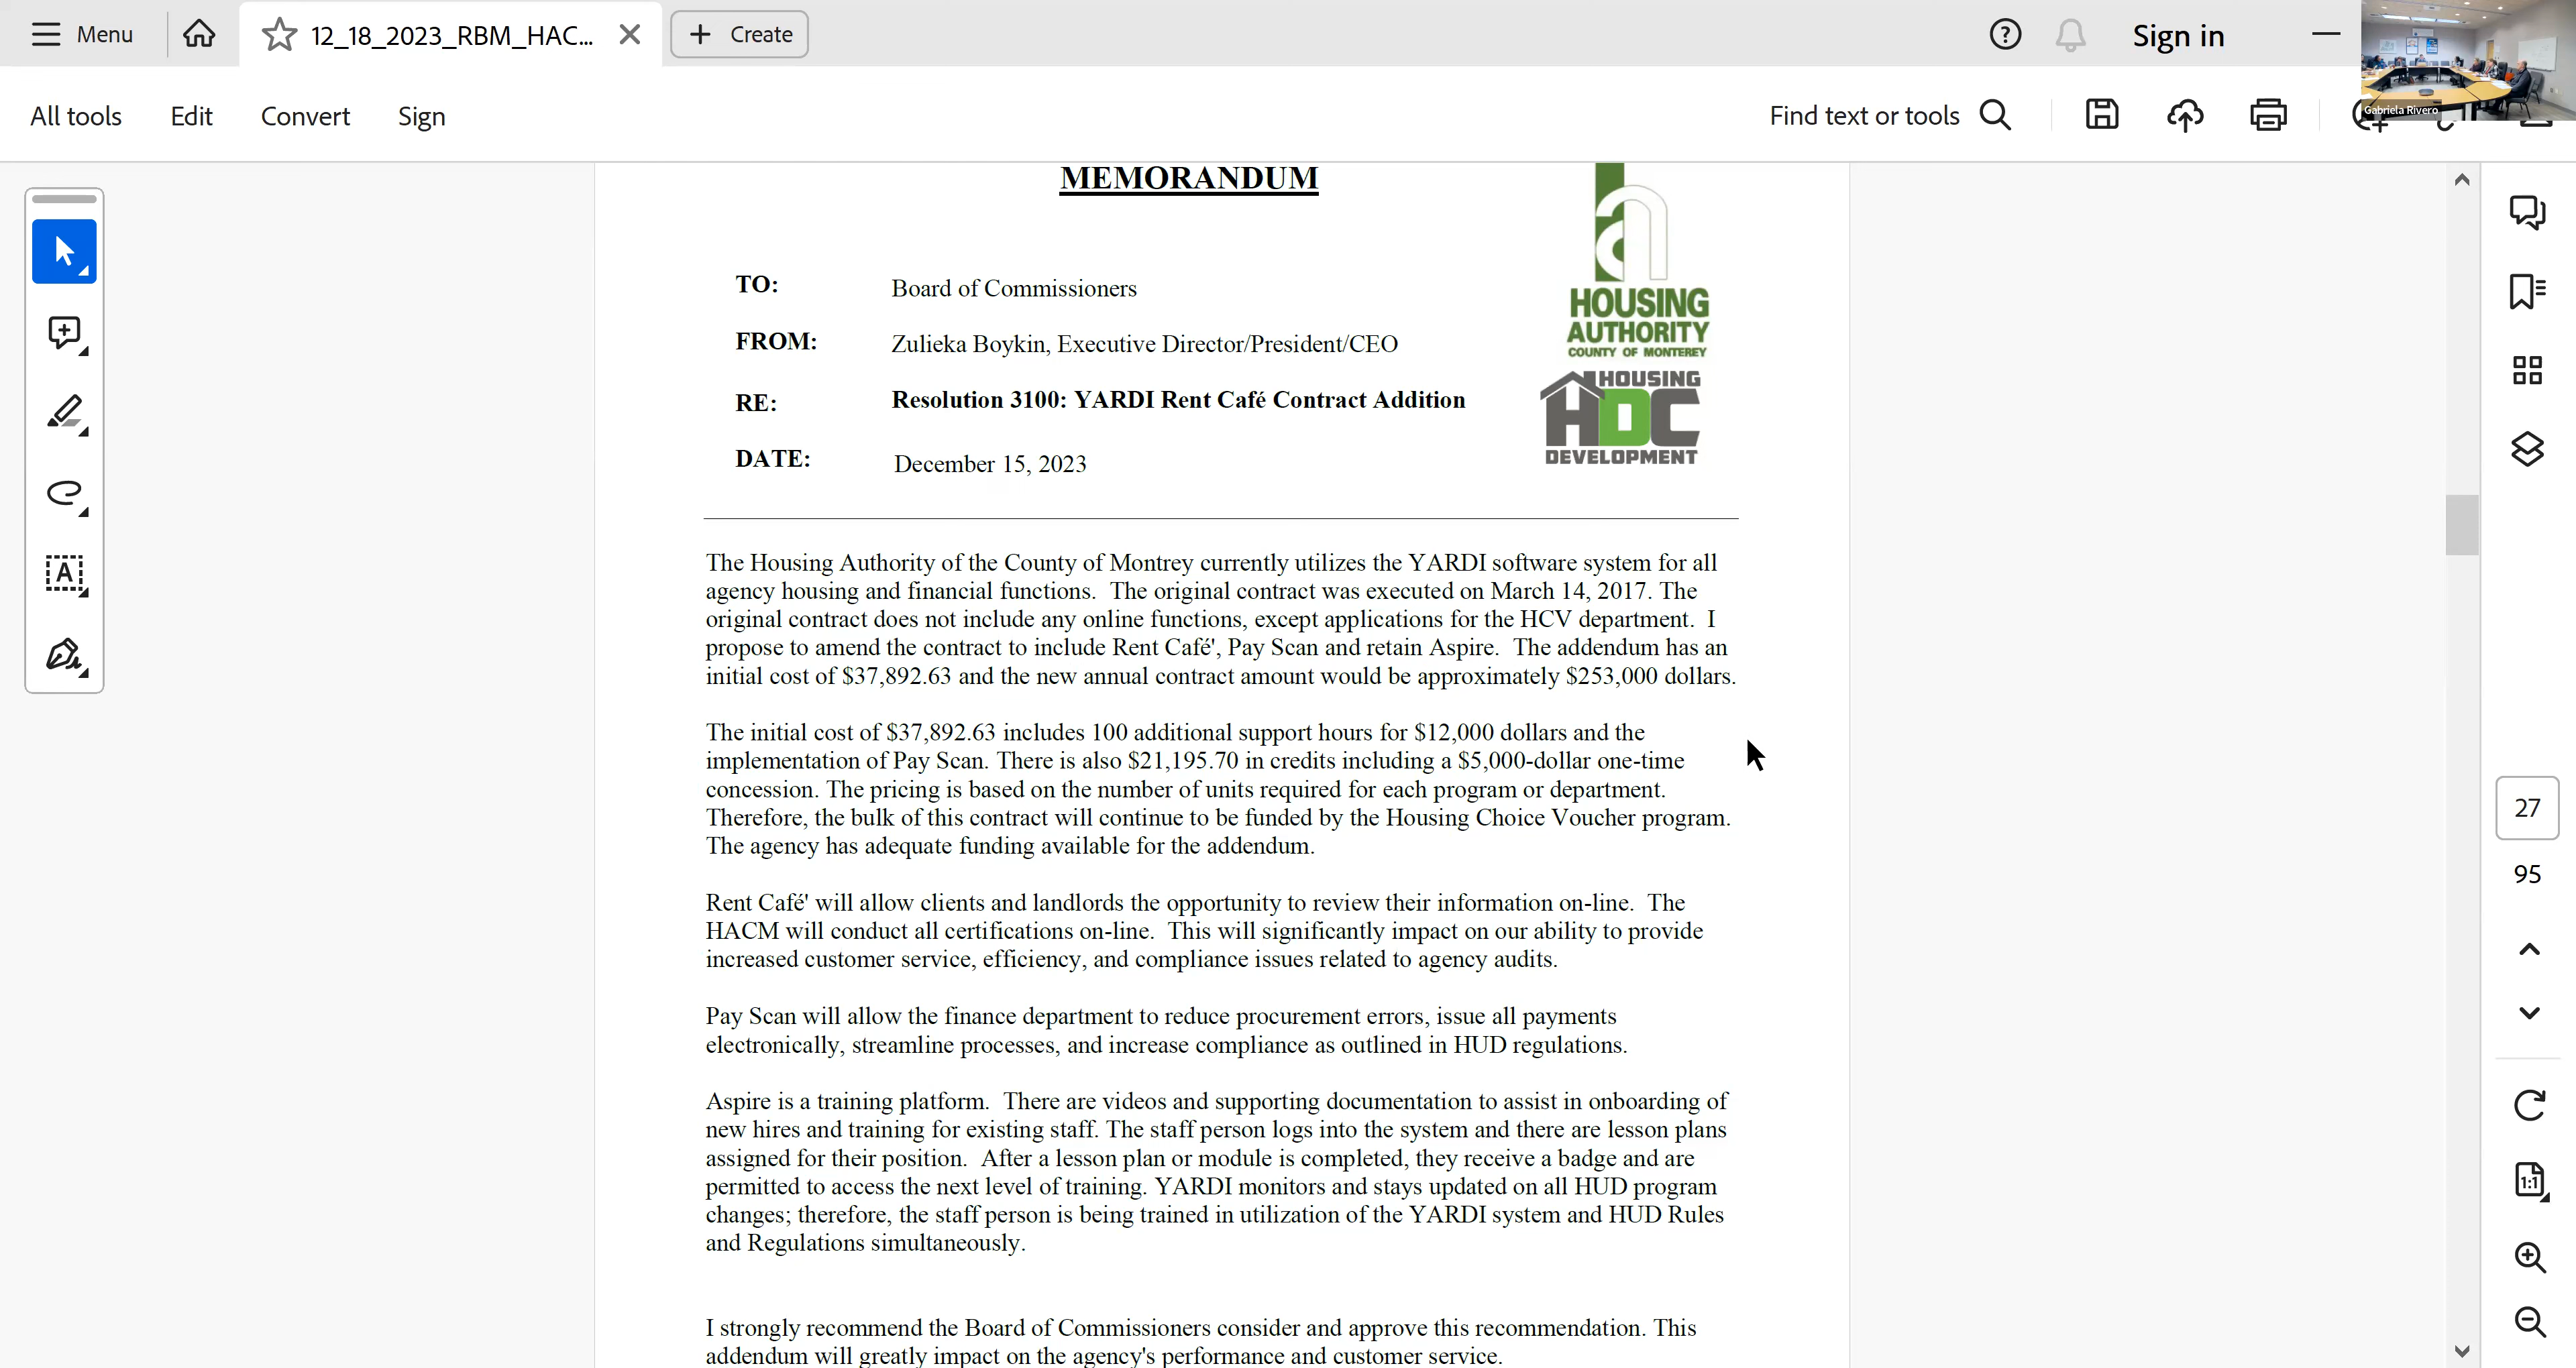 Menu
12_18_2023_RBM_HAC...
Create
Sign in
All tools
Edit
Convert
Sign
Find text or tools
Gabriela Rivero
MEMORANDUM
HOUSING
AUTHORITY
COUNTY OF MONTEREY
HOUSING
HDC
DEVELOPMENT
TO: Board of Commissioners
FROM: Zulieka Boykin, Executive Director/President/CEO
RE: Resolution 3100: YARDI Rent Café Contract Addition
DATE: December 15, 2023
The Housing Authority of the County of Montrey currently utilizes the YARDI software system for all
agency housing and financial functions.  The original contract was executed on March 14, 2017. The
original contract does not include any online functions, except applications for the HCV department.  I
propose to amend the contract to include Rent Café', Pay Scan and retain Aspire.  The addendum has an
initial cost of $37,892.63 and the new annual contract amount would be approximately $253,000 dollars.
The initial cost of $37,892.63 includes 100 additional support hours for $12,000 dollars and the
implementation of Pay Scan. There is also $21,195.70 in credits including a $5,000-dollar one-time
concession. The pricing is based on the number of units required for each program or department.
Therefore, the bulk of this contract will continue to be funded by the Housing Choice Voucher program.
The agency has adequate funding available for the addendum.
Rent Café' will allow clients and landlords the opportunity to review their information on-line.  The
HACM will conduct all certifications on-line.  This will significantly impact on our ability to provide
increased customer service, efficiency, and compliance issues related to agency audits.
Pay Scan will allow the finance department to reduce procurement errors, issue all payments
electronically, streamline processes, and increase compliance as outlined in HUD regulations.
Aspire is a training platform.  There are videos and supporting documentation to assist in onboarding of
new hires and training for existing staff. The staff person logs into the system and there are lesson plans
assigned for their position.  After a lesson plan or module is completed, they receive a badge and are
permitted to access the next level of training. YARDI monitors and stays updated on all HUD program
changes; therefore, the staff person is being trained in utilization of the YARDI system and HUD Rules
and Regulations simultaneously.
I strongly recommend the Board of Commissioners consider and approve this recommendation. This
addendum will greatly impact on the agency's performance and customer service.
27
95
1:1